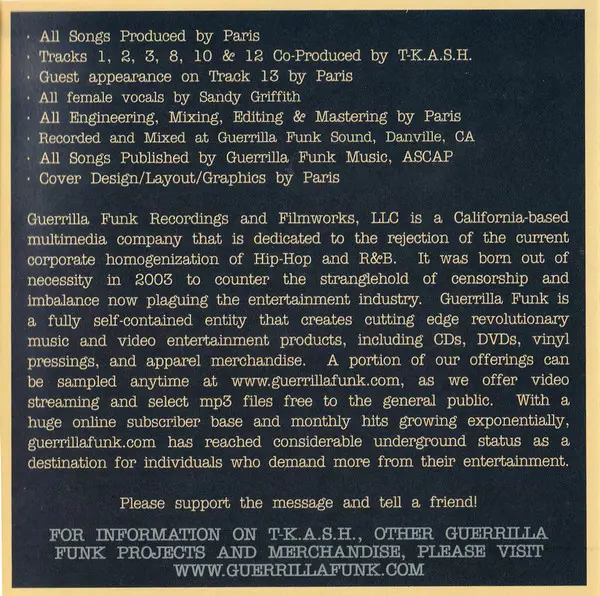 · All Songs Produced by Paris
· Tracks 1, 2, 3, 8, 10 & 12 Co-Produced by T-K.A.S.H.
· Guest appearance on Track 13 by Paris
· All female vocals by Sandy Griffith
· All Engineering, Mixing, Editing & Mastering by Paris
· Recorded and Mixed at Guerrilla Funk Sound, Danville, CA
· All Songs Published by Guerrilla Funk Music, ASCAP
· Cover Design/Layout/Graphics by Paris
Guerrilla Funk Recordings and Filmworks, LLC is a California-based
multimedia company that is dedicated to the rejection of the current
corporate homogenization of Hip-Hop and R&B. It was born out of
necessity in 2003 to counter the stranglehold of censorship and
imbalance now plaguing the entertainment industry. Guerrilla Funk is
a fully self-contained entity that creates cutting edge revolutionary
music and video entertainment products, including CDs, DVDs, vinyl
pressings, and apparel merchandise. A portion of our offerings can
be sampled anytime at www.guerrillafunk.com, as we offer video
streaming and select mp3 files free to the general public. With a
huge online subscriber base and monthly hits growing exponentially,
guerrillafunk.com has reached considerable underground status as a
destination for individuals who demand more from their entertainment.
Please support the message and tell a friend!
FOR INFORMATION ON T-K.A.S.H., OTHER GUERRILLA
FUNK PROJECTS AND MERCHANDISE, PLEASE VISIT
WWW.GUERRILLAFUNK.COM